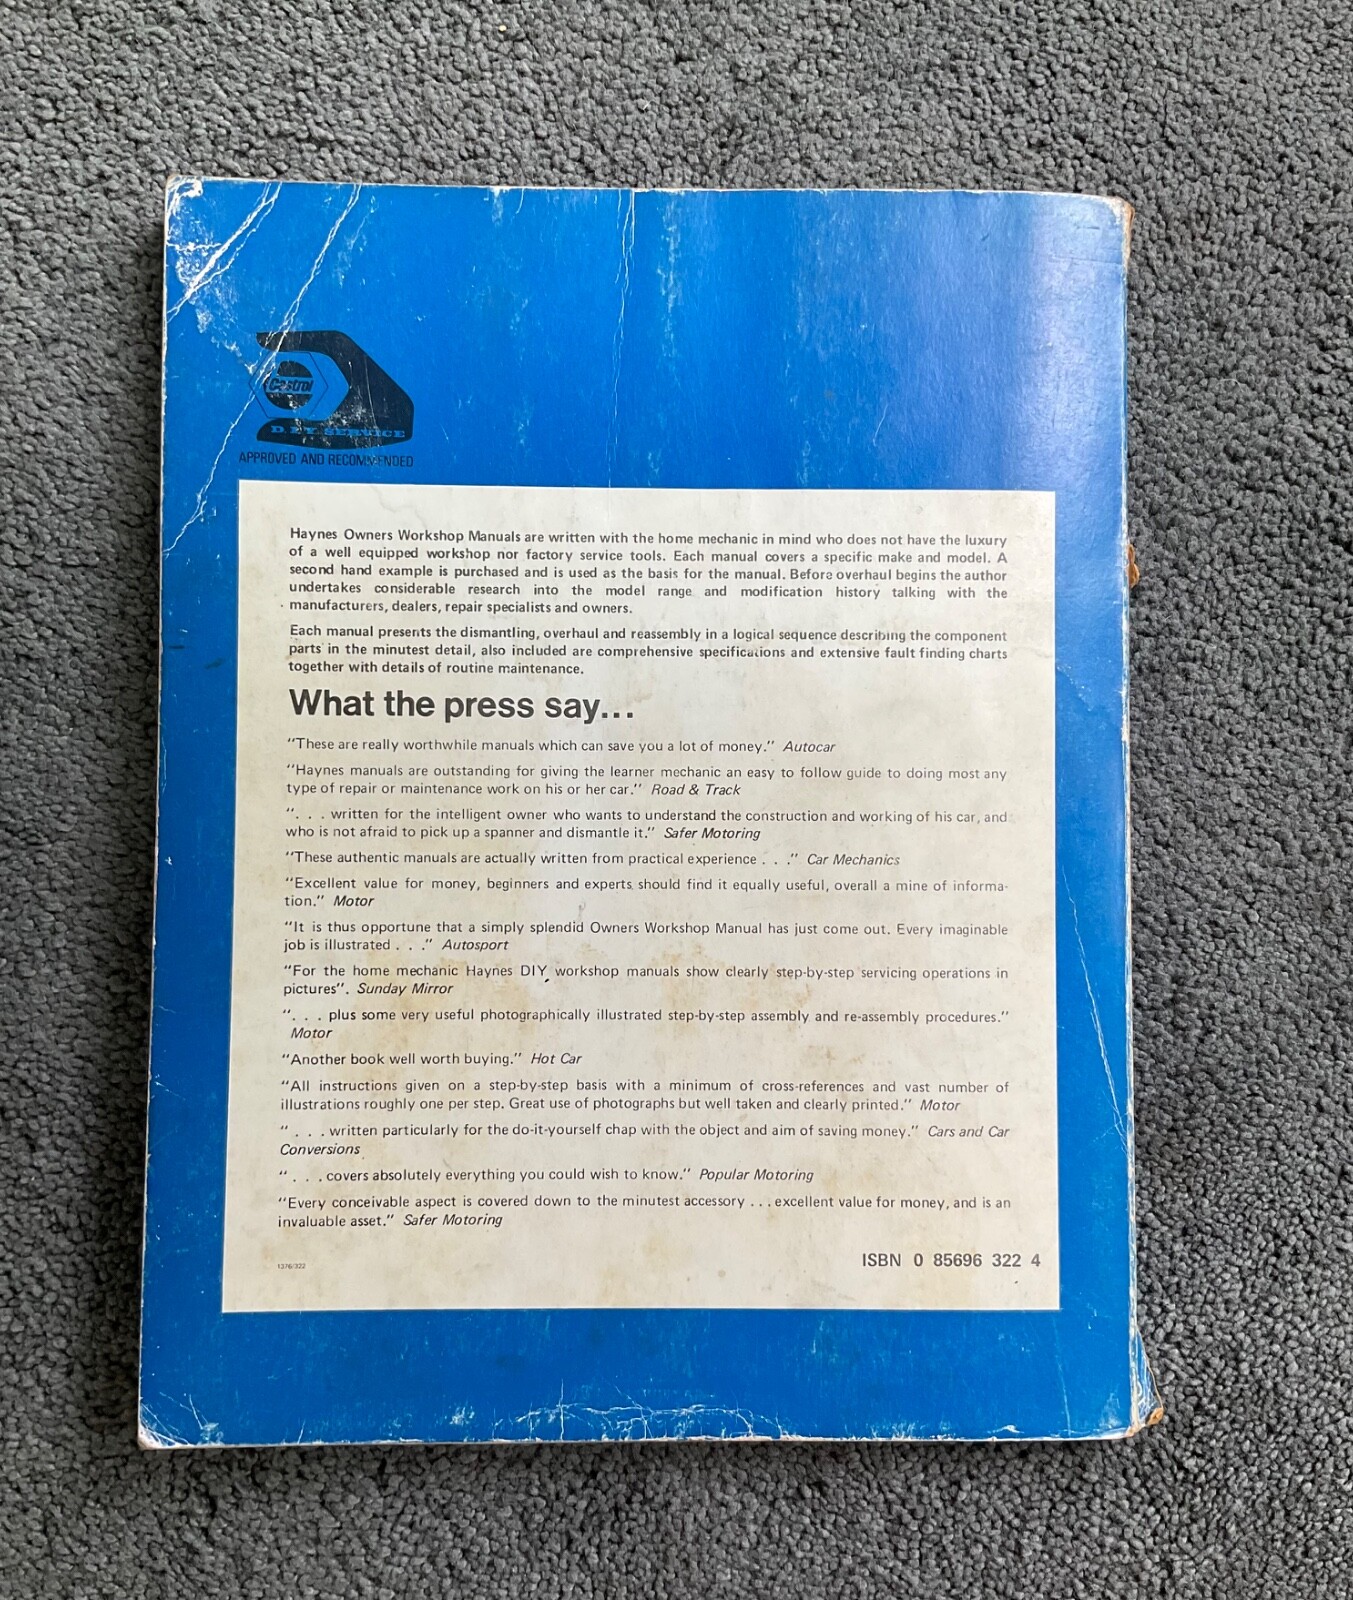 Castrol
D.I.Y. SERVICE
APPROVED AND RECOMMENDED
Haynes Owners Workshop Manuals are written with the home mechanic in mind who does not have the luxury
of a well equipped workshop nor factory service tools. Each manual covers a specific make and model. A
second hand example is purchased and is used as the basis for the manual. Before overhaul begins the author
undertakes considerable research into the model range and modification history talking with the
manufacturers, dealers, repair specialists and owners.
Each manual presents the dismantling, overhaul and reassembly in a logical sequence describing the component
parts in the minutest detail, also included are comprehensive specifications and extensive fault finding charts
together with details of routine maintenance.
What the press say...
"These are really worthwhile manuals which can save you a lot of money." Autocar
"Haynes manuals are outstanding for giving the learner mechanic an easy to follow guide to doing most any
type of repair or maintenance work on his or her car." Road & Track
". . . written for the intelligent owner who wants to understand the construction and working of his car, and
who is not afraid to pick up a spanner and dismantle it." Safer Motoring
"These authentic manuals are actually written from practical experience . . ." Car Mechanics
"Excellent value for money, beginners and experts should find it equally useful, overall a mine of informa-
tion." Motor
"It is thus opportune that a simply splendid Owners Workshop Manual has just come out. Every imaginable
job is illustrated . . ." Autosport
"For the home mechanic Haynes DIY workshop manuals show clearly step-by-step servicing operations in
pictures". Sunday Mirror
". . . plus some very useful photographically illustrated step-by-step assembly and re-assembly procedures."
Motor
"Another book well worth buying." Hot Car
"All instructions given on a step-by-step basis with a minimum of cross-references and vast number of
illustrations roughly one per step. Great use of photographs but well taken and clearly printed." Motor
" . . . written particularly for the do-it-yourself chap with the object and aim of saving money." Cars and Car
Conversions
" . . . covers absolutely everything you could wish to know." Popular Motoring
"Every conceivable aspect is covered down to the minutest accessory . . . excellent value for money, and is an
invaluable asset." Safer Motoring
1376/322
ISBN 0 85696 322 4